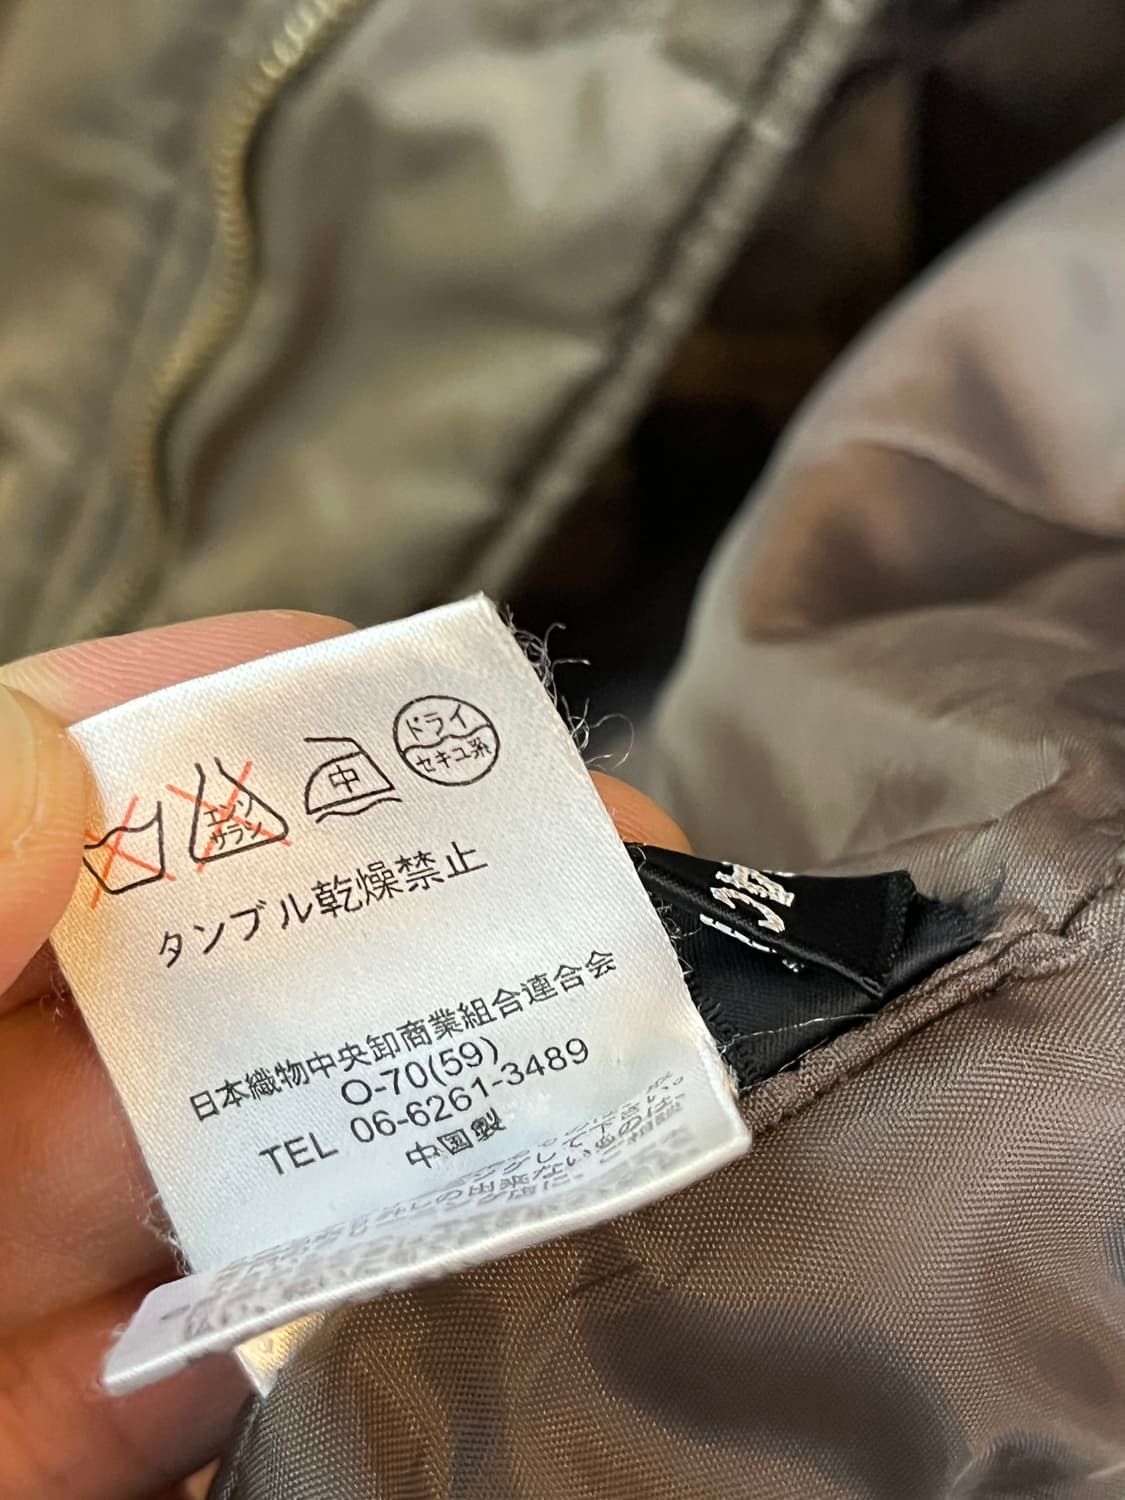 エンソ
サラシ
中
ドライ
セキユ系
タンブル乾燥禁止
日本織物中央卸商業組合連合会
O-70(59)
TEL 06-6261-3489
中国製